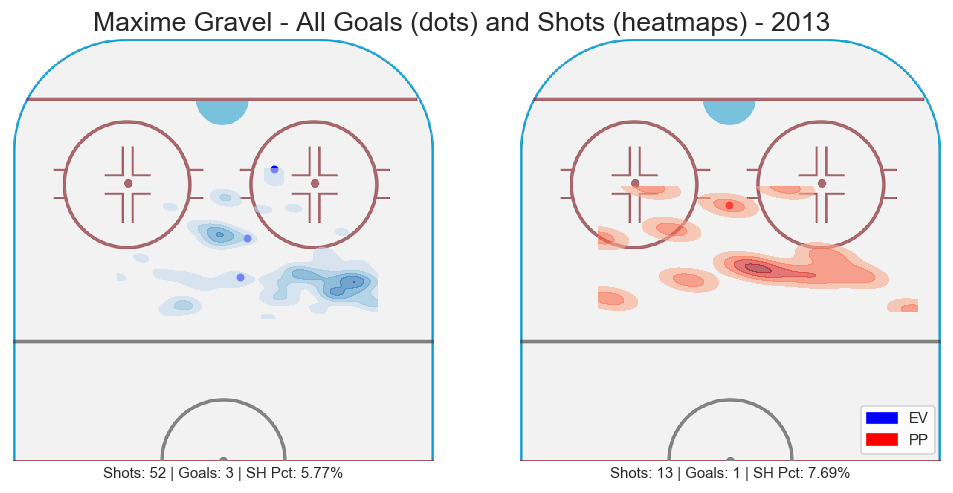 Maxime Gravel - All Goals (dots) and Shots (heatmaps) - 2013
EV
PP
Shots: 52 | Goals: 3 | SH Pct: 5.77%
Shots: 13 | Goals: 1 | SH Pct: 7.69%